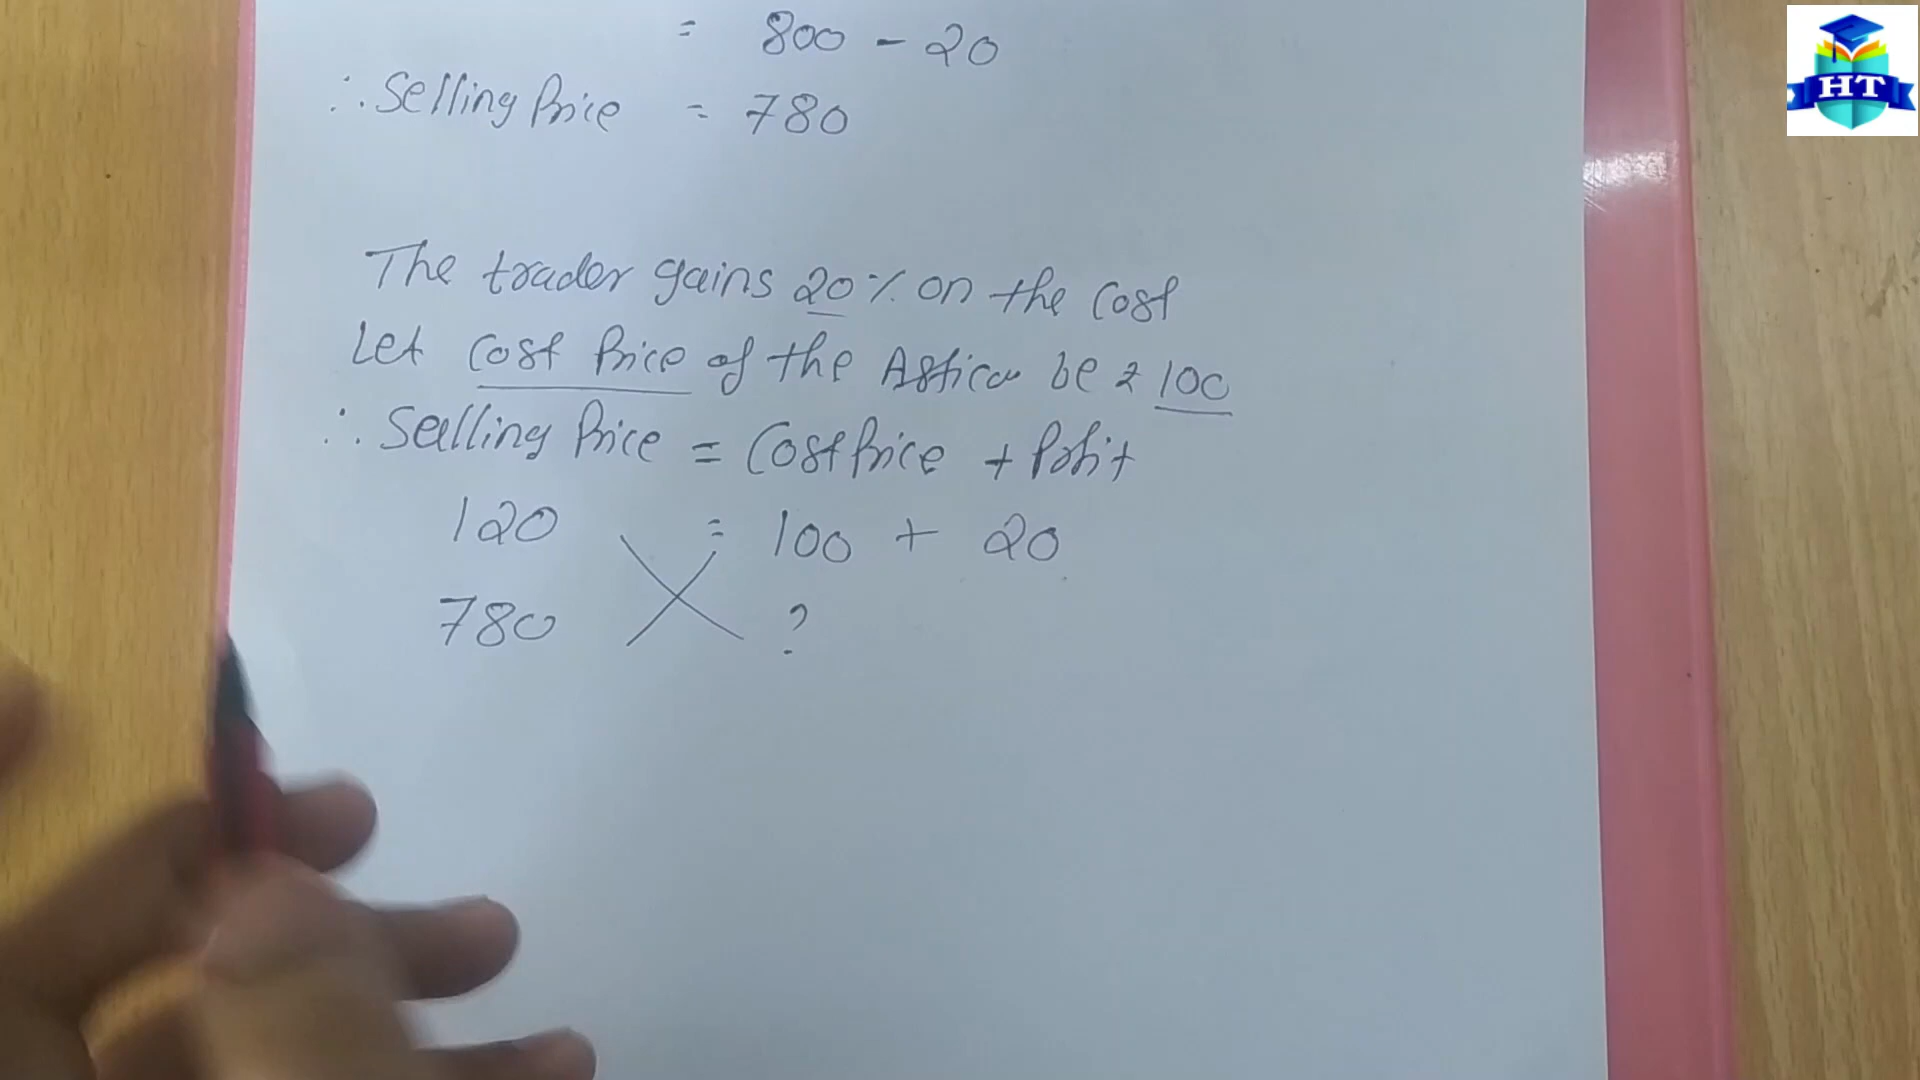 = 800 - 20
∴ Selling Price = 780
The trader gains 20% on the Cost
Let Cost Price of the Article be ₹ 100
∴ Selling Price = Cost Price + Profit
120 = 100 + 20
780 ?
HT